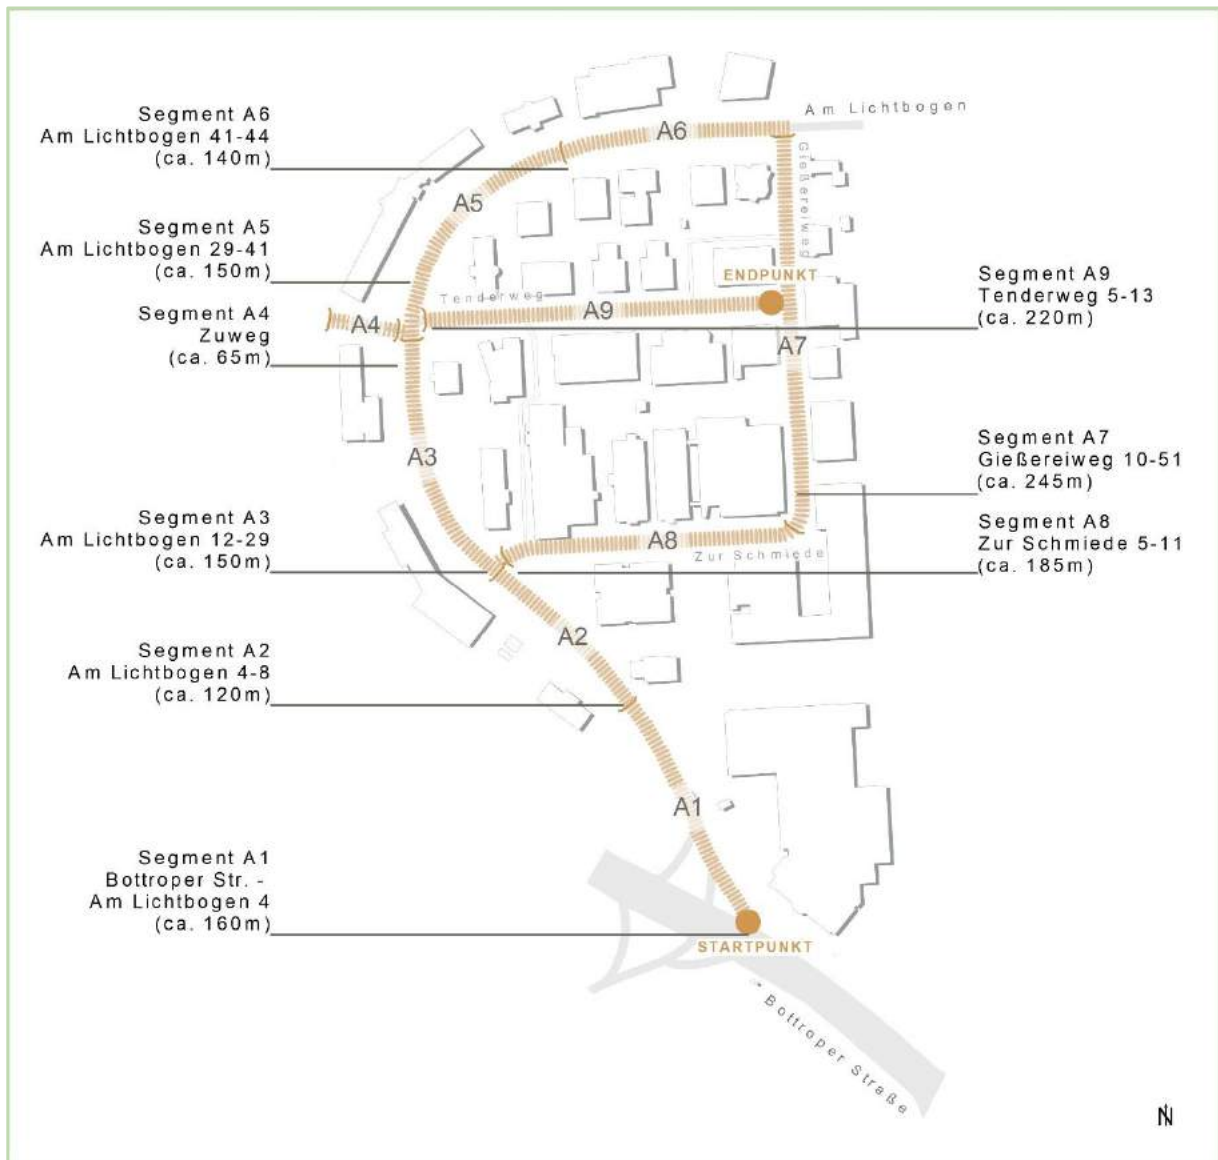 Segment A6
Am Lichtbogen 41-44
(ca. 140m)
Segment A5
Am Lichtbogen 29-41
(ca. 150m)
Segment A4
Zuweg
(ca. 65m)
Segment A3
Am Lichtbogen 12-29
(ca. 150m)
Segment A2
Am Lichtbogen 4-8
(ca. 120m)
Segment A1
Bottroper Str. -
Am Lichtbogen 4
(ca. 160m)
Am Lichtbogen
A6
Gießereiweg
A5
ENDPUNKT
Tenderweg
A9
A4
A7
A3
A8
Zur Schmiede
A2
A1
STARTPUNKT
Bottroper Straße
Segment A9
Tenderweg 5-13
(ca. 220m)
Segment A7
Gießereiweg 10-51
(ca. 245m)
Segment A8
Zur Schmiede 5-11
(ca. 185m)
N